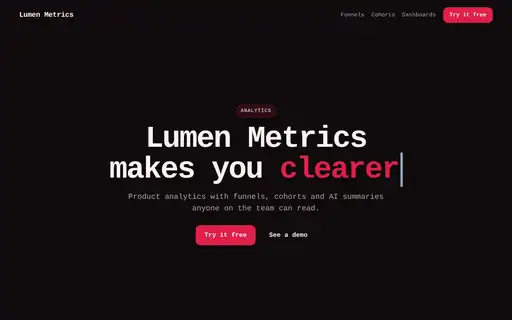 Lumen Metrics
Funnels Cohorts Dashboards Try it free
ANALYTICS
Lumen Metrics
makes you clearer
Product analytics with funnels, cohorts and AI summaries
anyone on the team can read.
Try it free See a demo